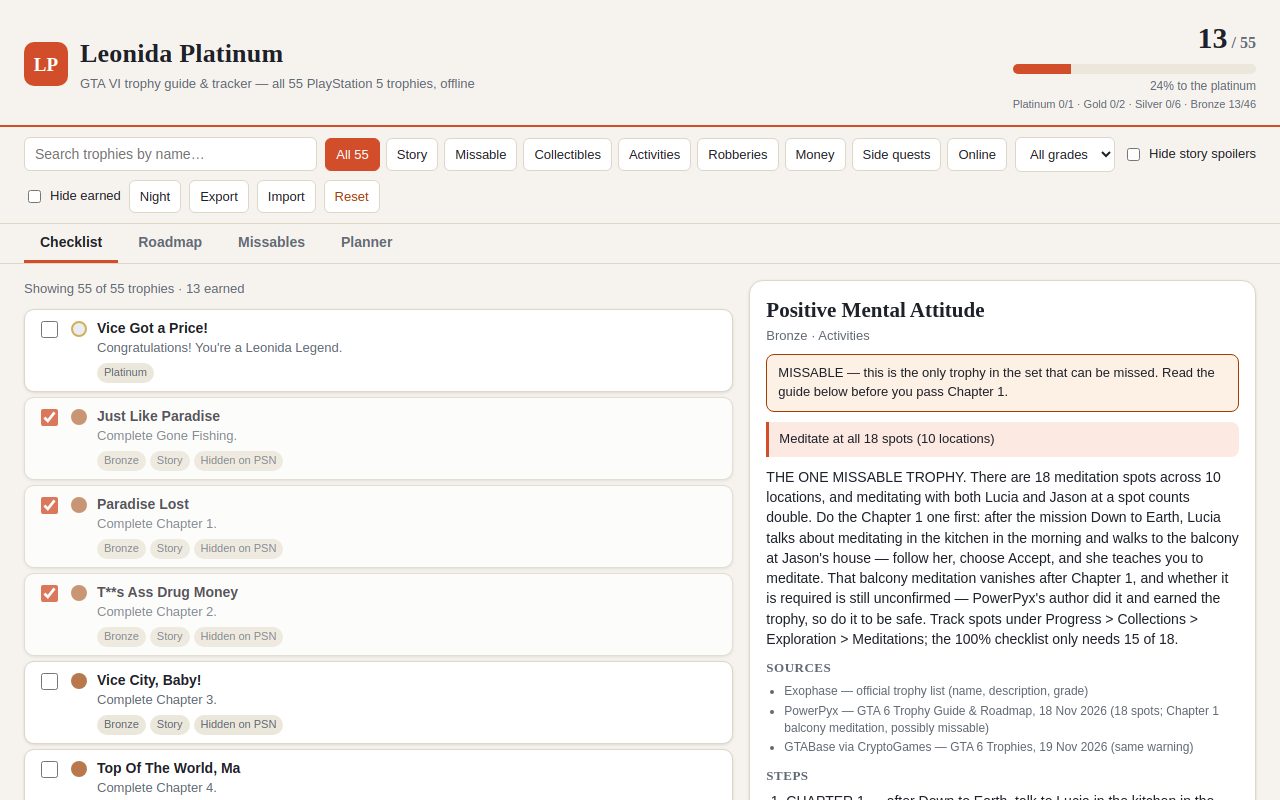 LP
Leonida Platinum
GTA VI trophy guide & tracker — all 55 PlayStation 5 trophies, offline
13 / 55
24% to the platinum
Platinum 0/1 · Gold 0/2 · Silver 0/6 · Bronze 13/46
Search trophies by name…
All 55
Story
Missable
Collectibles
Activities
Robberies
Money
Side quests
Online
All grades
Hide story spoilers
Hide earned
Night
Export
Import
Reset
Checklist
Roadmap
Missables
Planner
Showing 55 of 55 trophies · 13 earned
Vice Got a Price!
Congratulations! You're a Leonida Legend.
Platinum
Just Like Paradise
Complete Gone Fishing.
Bronze Story Hidden on PSN
Paradise Lost
Complete Chapter 1.
Bronze Story Hidden on PSN
T**s Ass Drug Money
Complete Chapter 2.
Bronze Story Hidden on PSN
Vice City, Baby!
Complete Chapter 3.
Bronze Story Hidden on PSN
Top Of The World, Ma
Complete Chapter 4.
Positive Mental Attitude
Bronze · Activities
MISSABLE — this is the only trophy in the set that can be missed. Read the
guide below before you pass Chapter 1.
Meditate at all 18 spots (10 locations)
THE ONE MISSABLE TROPHY. There are 18 meditation spots across 10
locations, and meditating with both Lucia and Jason at a spot counts
double. Do the Chapter 1 one first: after the mission Down to Earth, Lucia
talks about meditating in the kitchen in the morning and walks to the balcony
at Jason's house — follow her, choose Accept, and she teaches you to
meditate. That balcony meditation vanishes after Chapter 1, and whether it
is required is still unconfirmed — PowerPyx's author did it and earned the
trophy, so do it to be safe. Track spots under Progress > Collections >
Exploration > Meditations; the 100% checklist only needs 15 of 18.
SOURCES
• Exophase — official trophy list (name, description, grade)
• PowerPyx — GTA 6 Trophy Guide & Roadmap, 18 Nov 2026 (18 spots; Chapter 1
balcony meditation, possibly missable)
• GTABase via CryptoGames — GTA 6 Trophies, 19 Nov 2026 (same warning)
STEPS
1. CHAPTER 1 — after Down to Earth, talk to Lucia in the kitchen in the